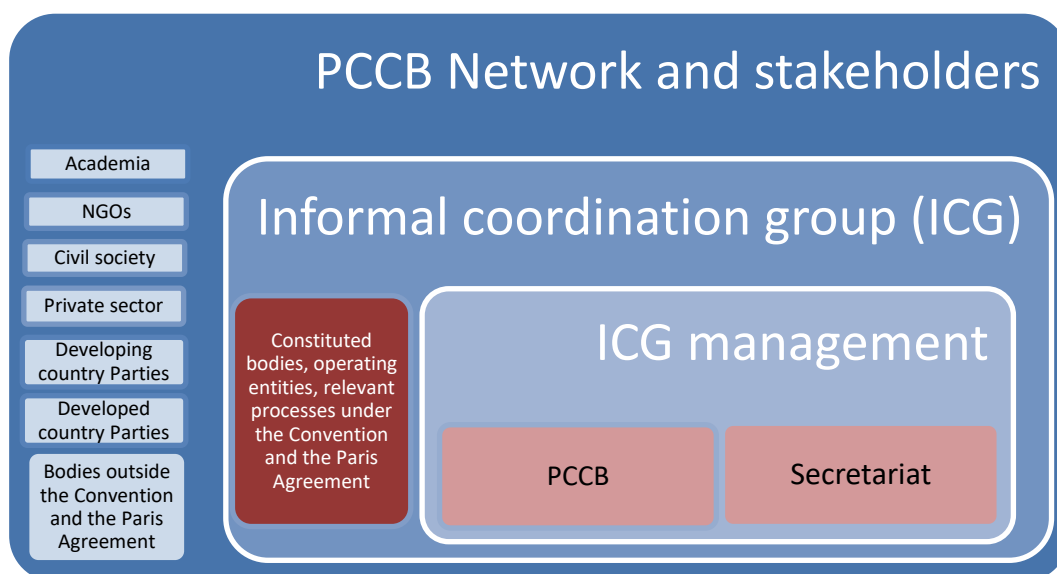 PCCB Network and stakeholders
Academia
NGOs
Civil society
Private sector
Developing
country Parties
Developed
country Parties
Bodies outside
the Convention
and the Paris
Agreement
Informal coordination group (ICG)
Constituted
bodies, operating
entities, relevant
processes under
the Convention
and the Paris
Agreement
ICG management
PCCB
Secretariat